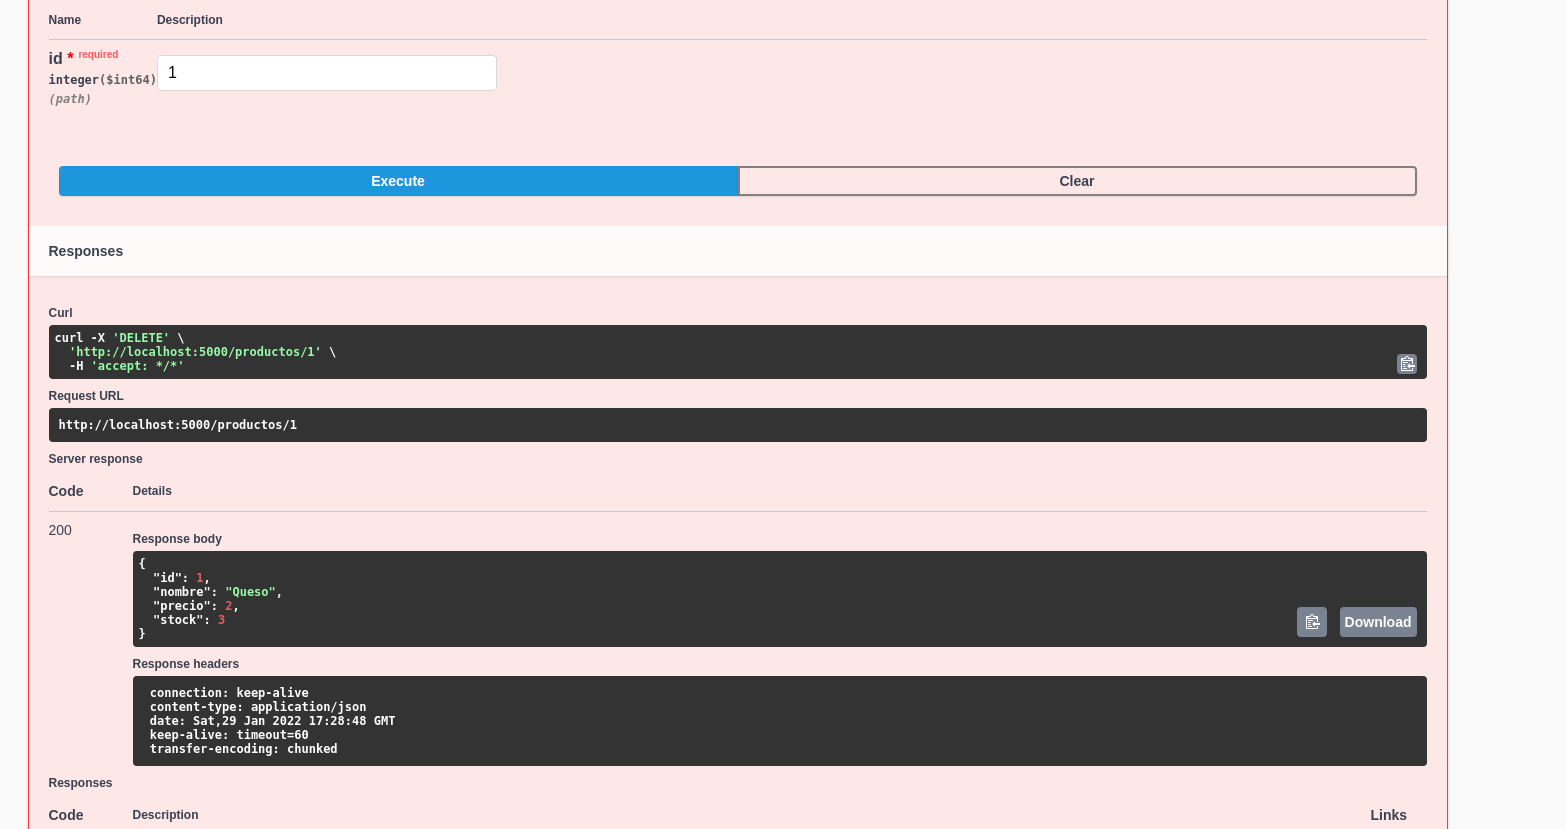 Name Description
id * required
integer($int64)
(path)
1
Execute Clear
Responses
Curl
curl -X 'DELETE' \
'http://localhost:5000/productos/1' \
-H 'accept: */*'
Request URL
http://localhost:5000/productos/1
Server response
Code Details
200
Response body
{
"id": 1,
"nombre": "Queso",
"precio": 2,
"stock": 3
}
Download
Response headers
connection: keep-alive
content-type: application/json
date: Sat,29 Jan 2022 17:28:48 GMT
keep-alive: timeout=60
transfer-encoding: chunked
Responses
Code Description Links